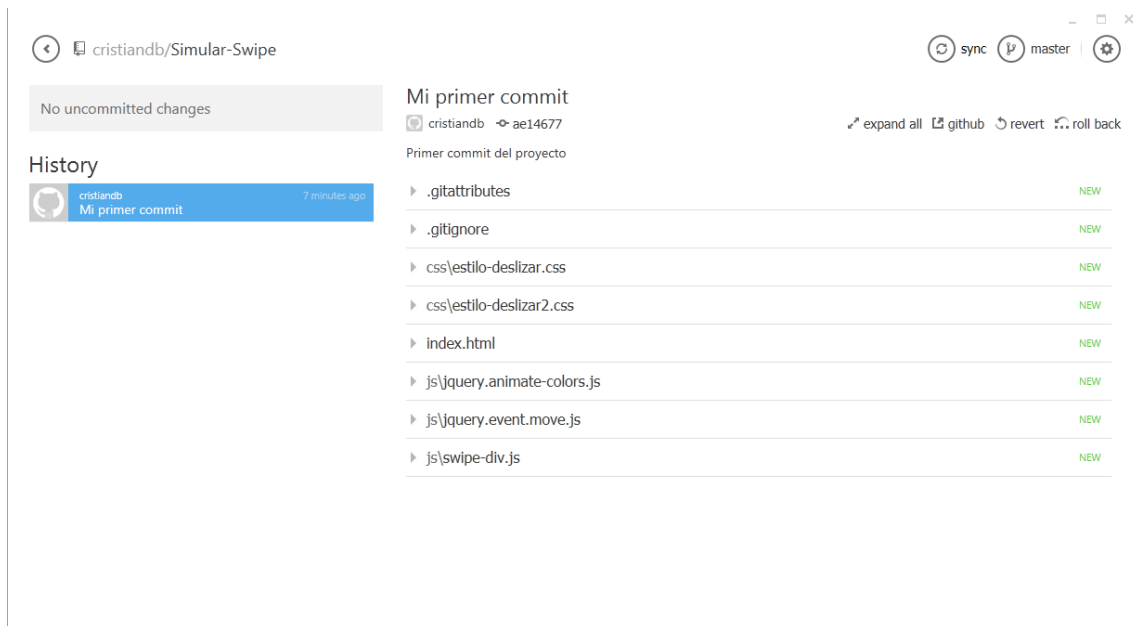 cristiandb/Simular-Swipe
sync
master
No uncommitted changes
History
cristiandb 7 minutes ago
Mi primer commit
Mi primer commit
cristiandb ae14677
expand all github revert roll back
Primer commit del proyecto
.gitattributes NEW
.gitignore NEW
css\estilo-deslizar.css NEW
css\estilo-deslizar2.css NEW
index.html NEW
js\jquery.animate-colors.js NEW
js\jquery.event.move.js NEW
js\swipe-div.js NEW